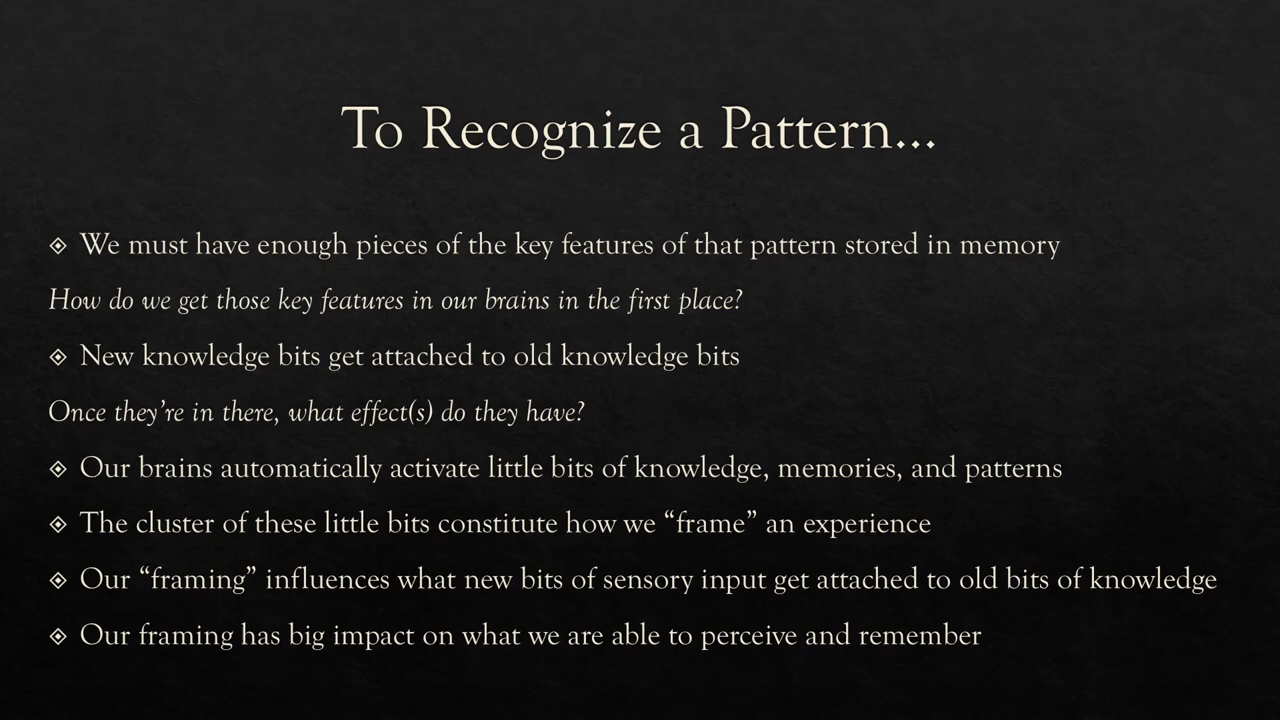 To Recognize a Pattern...
We must have enough pieces of the key features of that pattern stored in memory
How do we get those key features in our brains in the first place?
New knowledge bits get attached to old knowledge bits
Once they’re in there, what effect(s) do they have?
Our brains automatically activate little bits of knowledge, memories, and patterns
The cluster of these little bits constitute how we “frame” an experience
Our “framing” influences what new bits of sensory input get attached to old bits of knowledge
Our framing has big impact on what we are able to perceive and remember